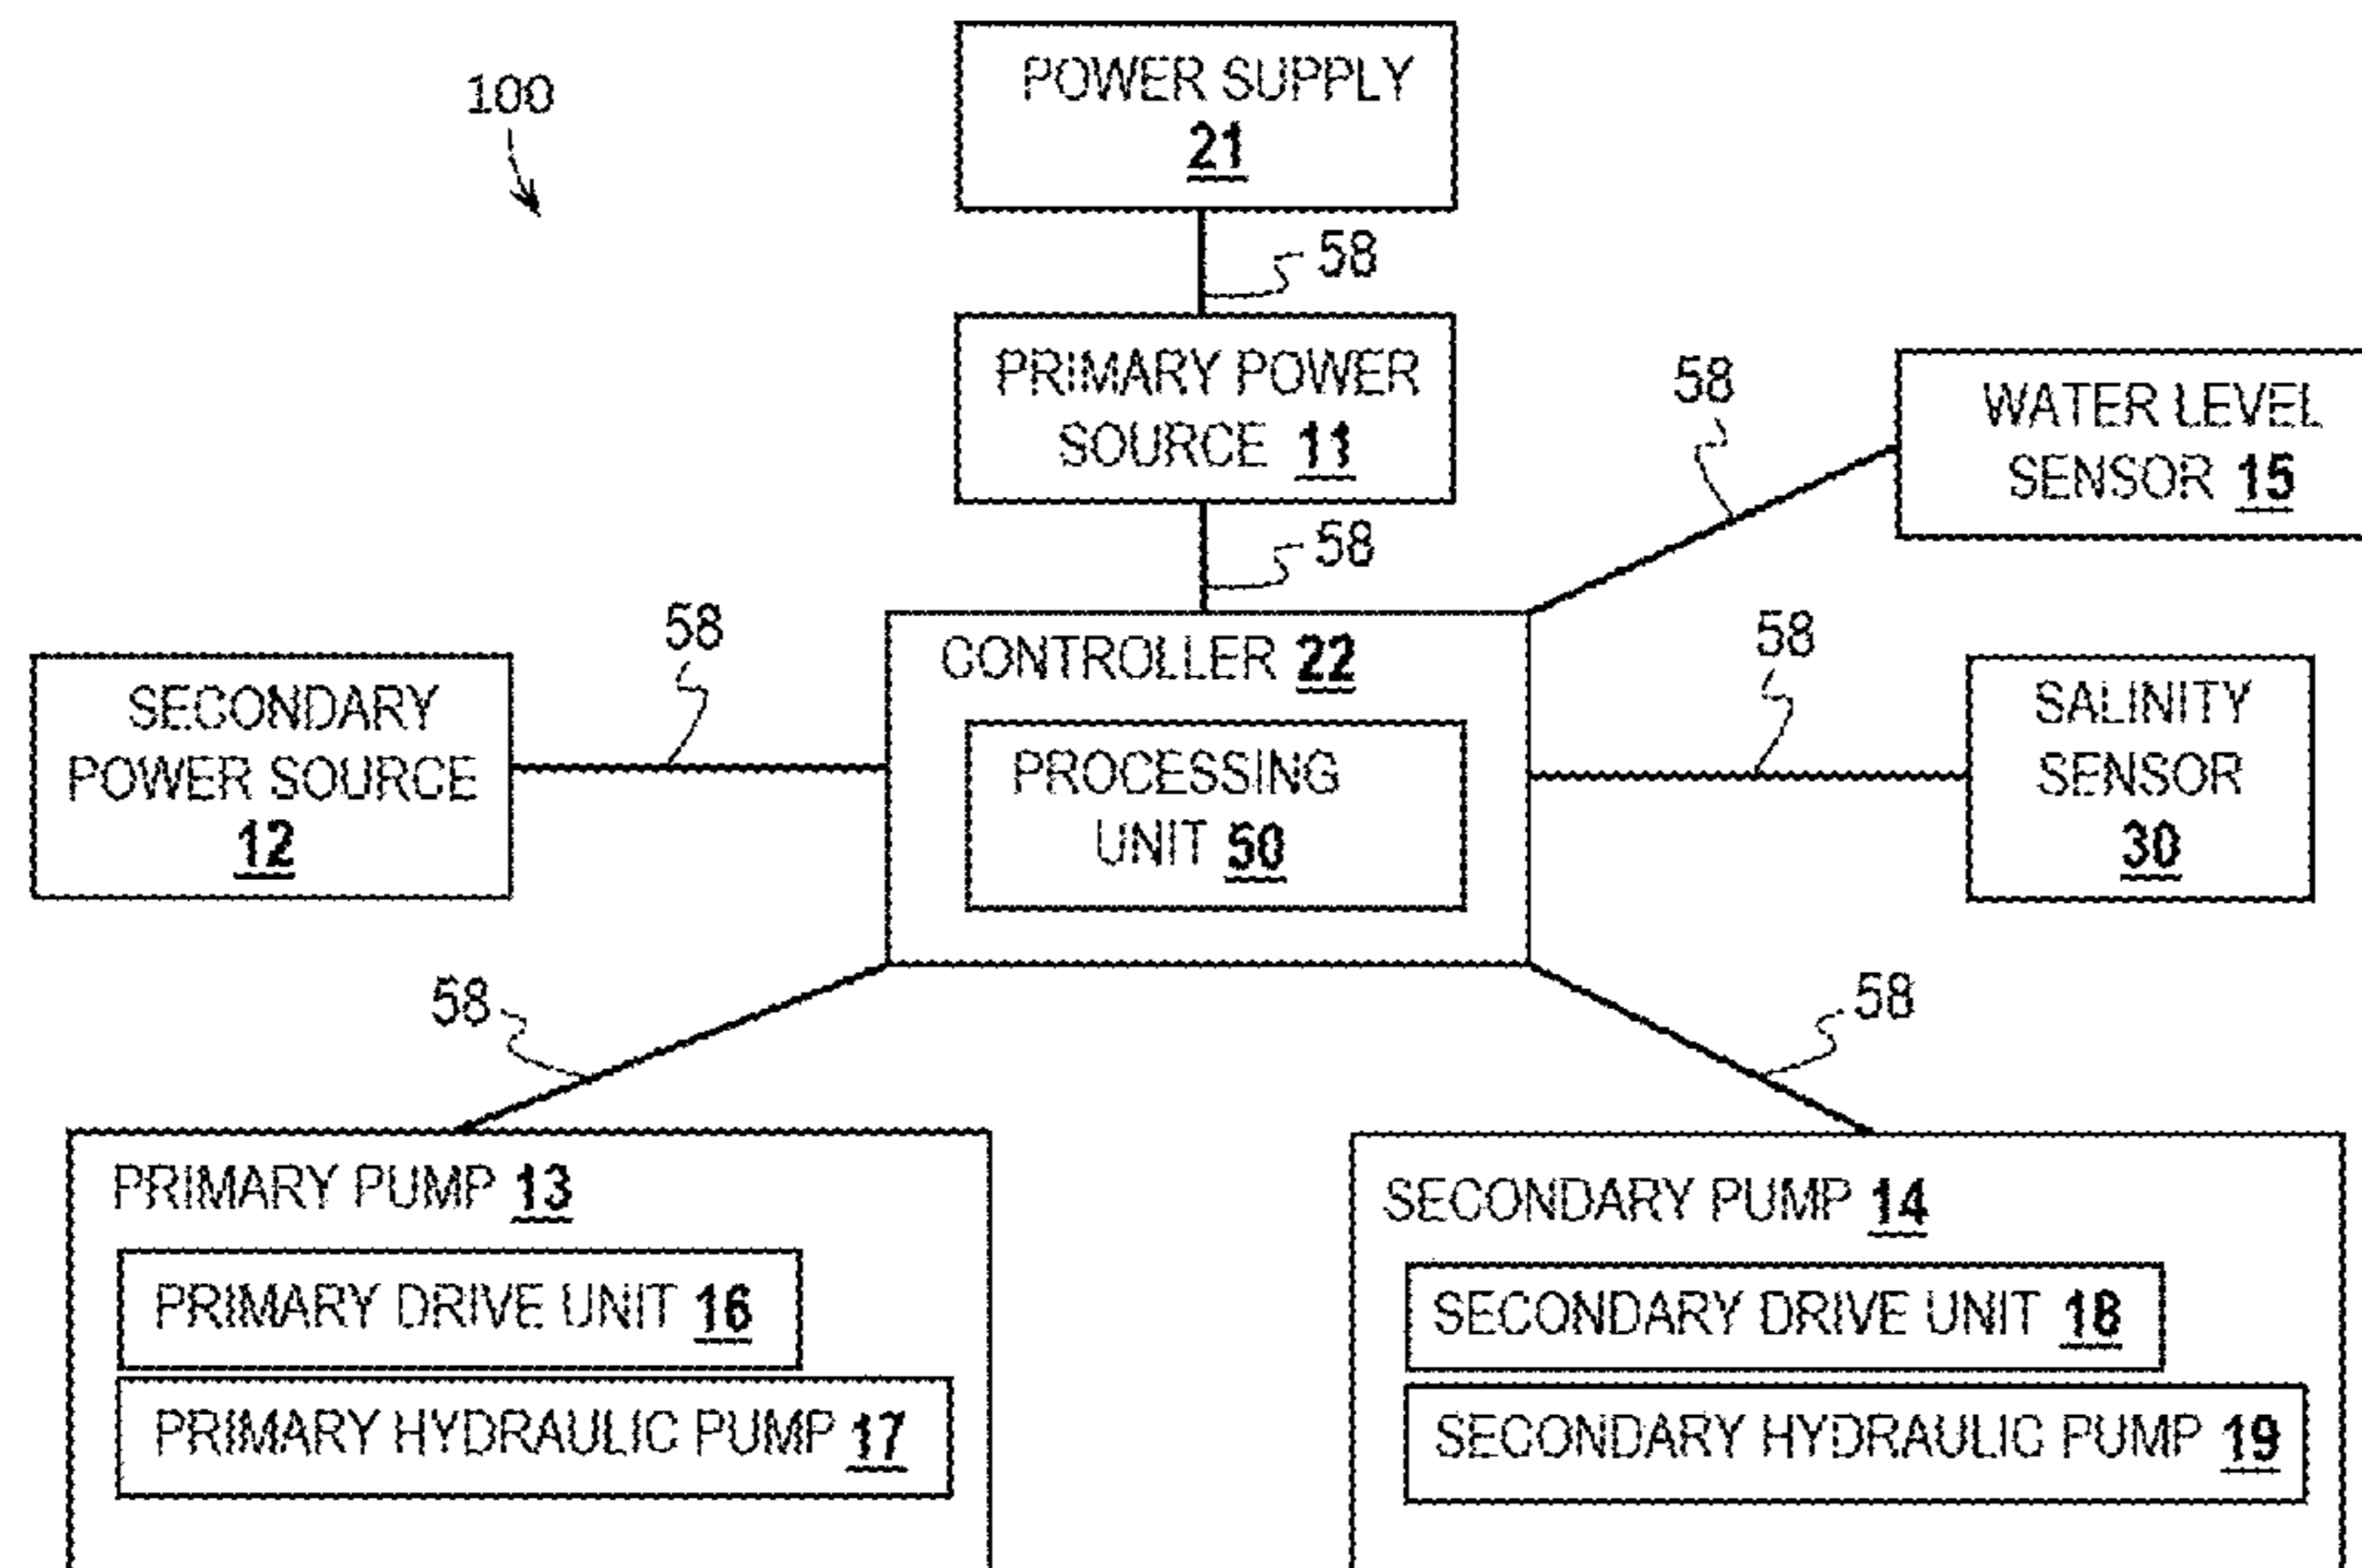 100
POWER SUPPLY
21
58
PRIMARY POWER
SOURCE 11
58
WATER LEVEL
SENSOR 15
58
58
SECONDARY
POWER SOURCE
12
CONTROLLER 22
PROCESSING
UNIT 50
58
SALINITY
SENSOR
30
58
58
PRIMARY PUMP 13
PRIMARY DRIVE UNIT 16
PRIMARY HYDRAULIC PUMP 17
SECONDARY PUMP 14
SECONDARY DRIVE UNIT 18
SECONDARY HYDRAULIC PUMP 19